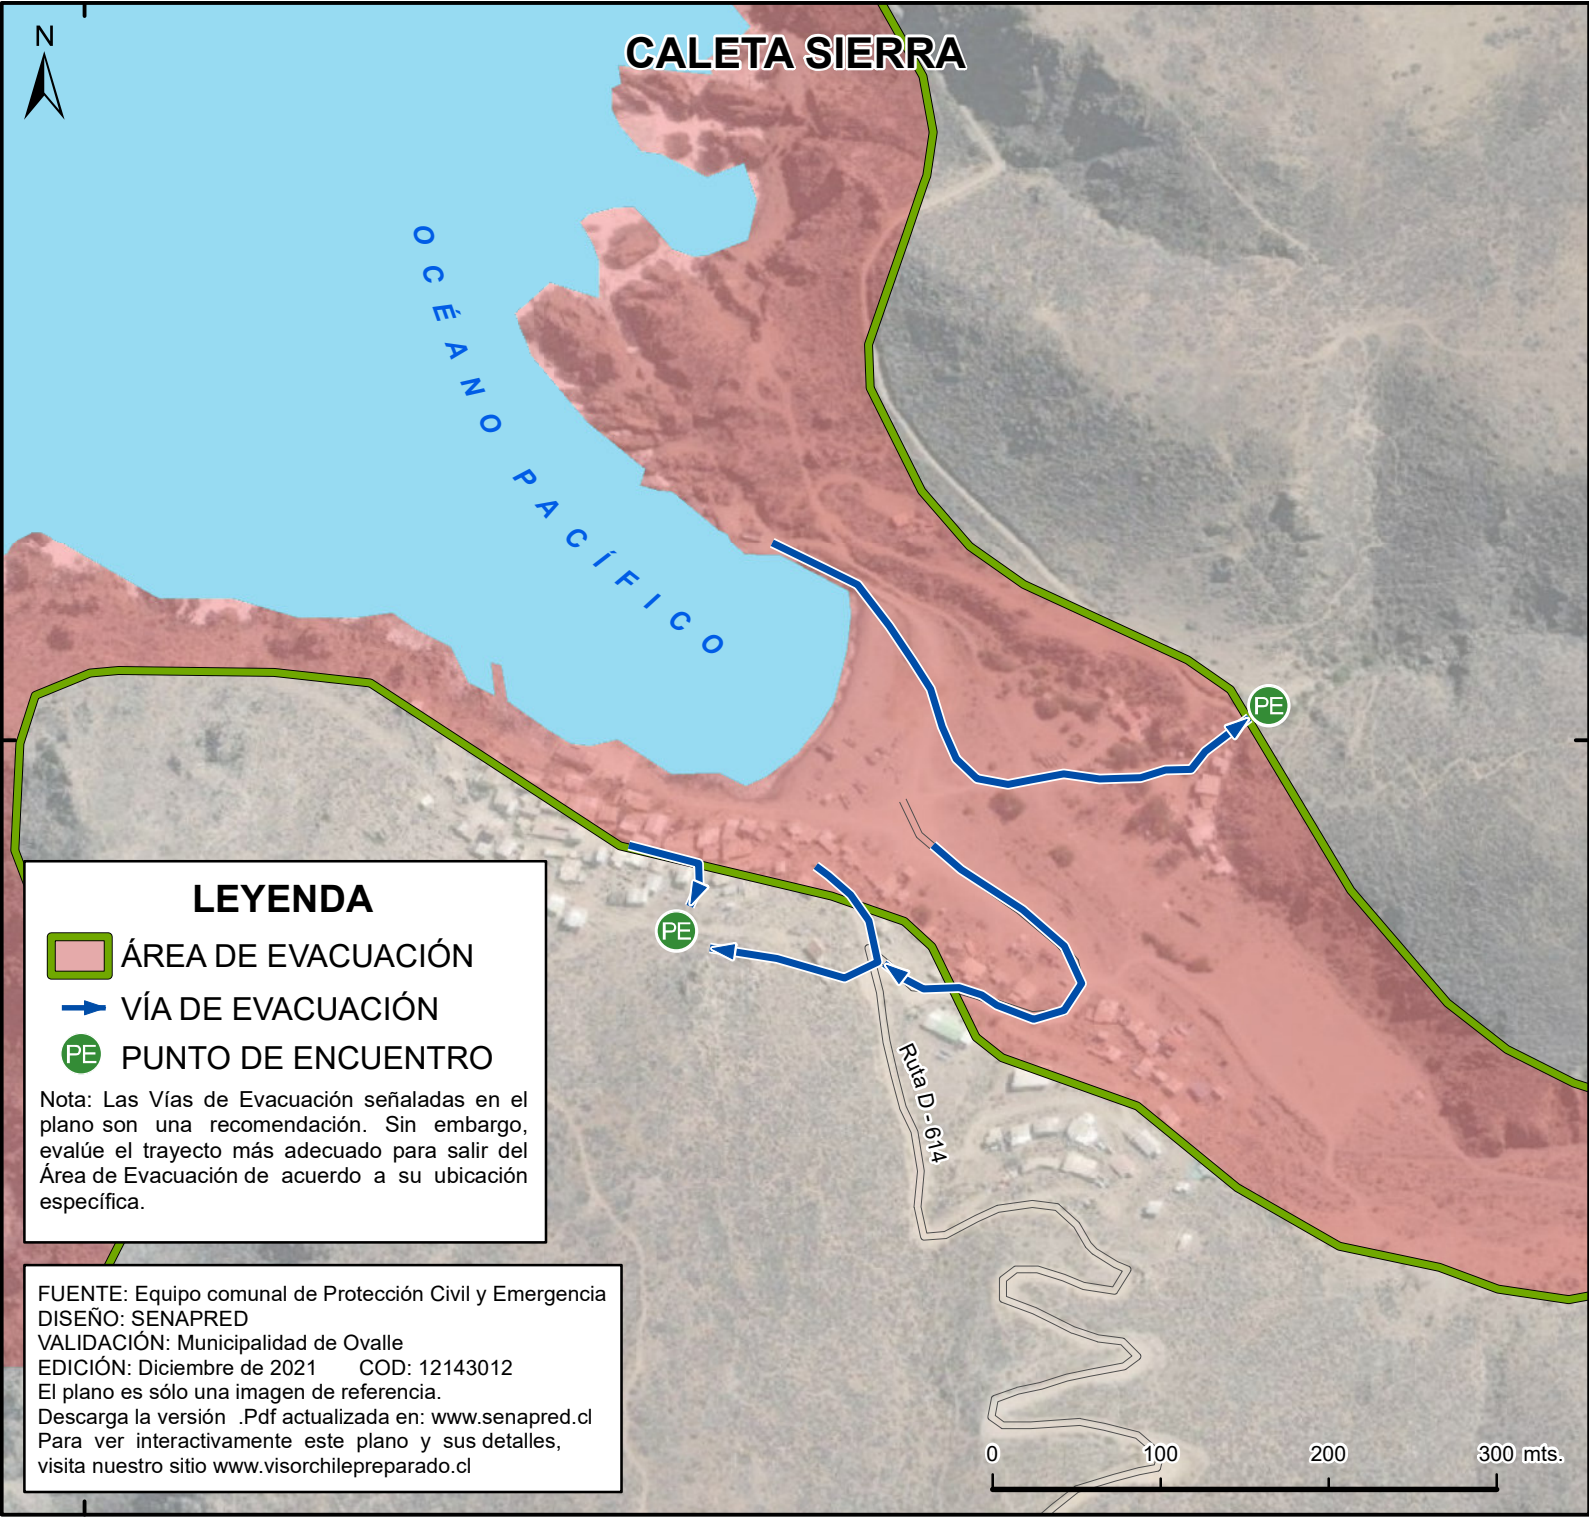 N
CALETA SIERRA
OCÉANO PACÍFICO
PE
PE
Ruta D - 614
LEYENDA
ÁREA DE EVACUACIÓN
VÍA DE EVACUACIÓN
PE PUNTO DE ENCUENTRO
Nota: Las Vías de Evacuación señaladas en el
plano son una recomendación. Sin embargo,
evalúe el trayecto más adecuado para salir del
Área de Evacuación de acuerdo a su ubicación
específica.
FUENTE: Equipo comunal de Protección Civil y Emergencia
DISEÑO: SENAPRED
VALIDACIÓN: Municipalidad de Ovalle
EDICIÓN: Diciembre de 2021 COD: 12143012
El plano es sólo una imagen de referencia.
Descarga la versión .Pdf actualizada en: www.senapred.cl
Para ver interactivamente este plano y sus detalles,
visita nuestro sitio www.visorchilepreparado.cl
0 100 200 300 mts.